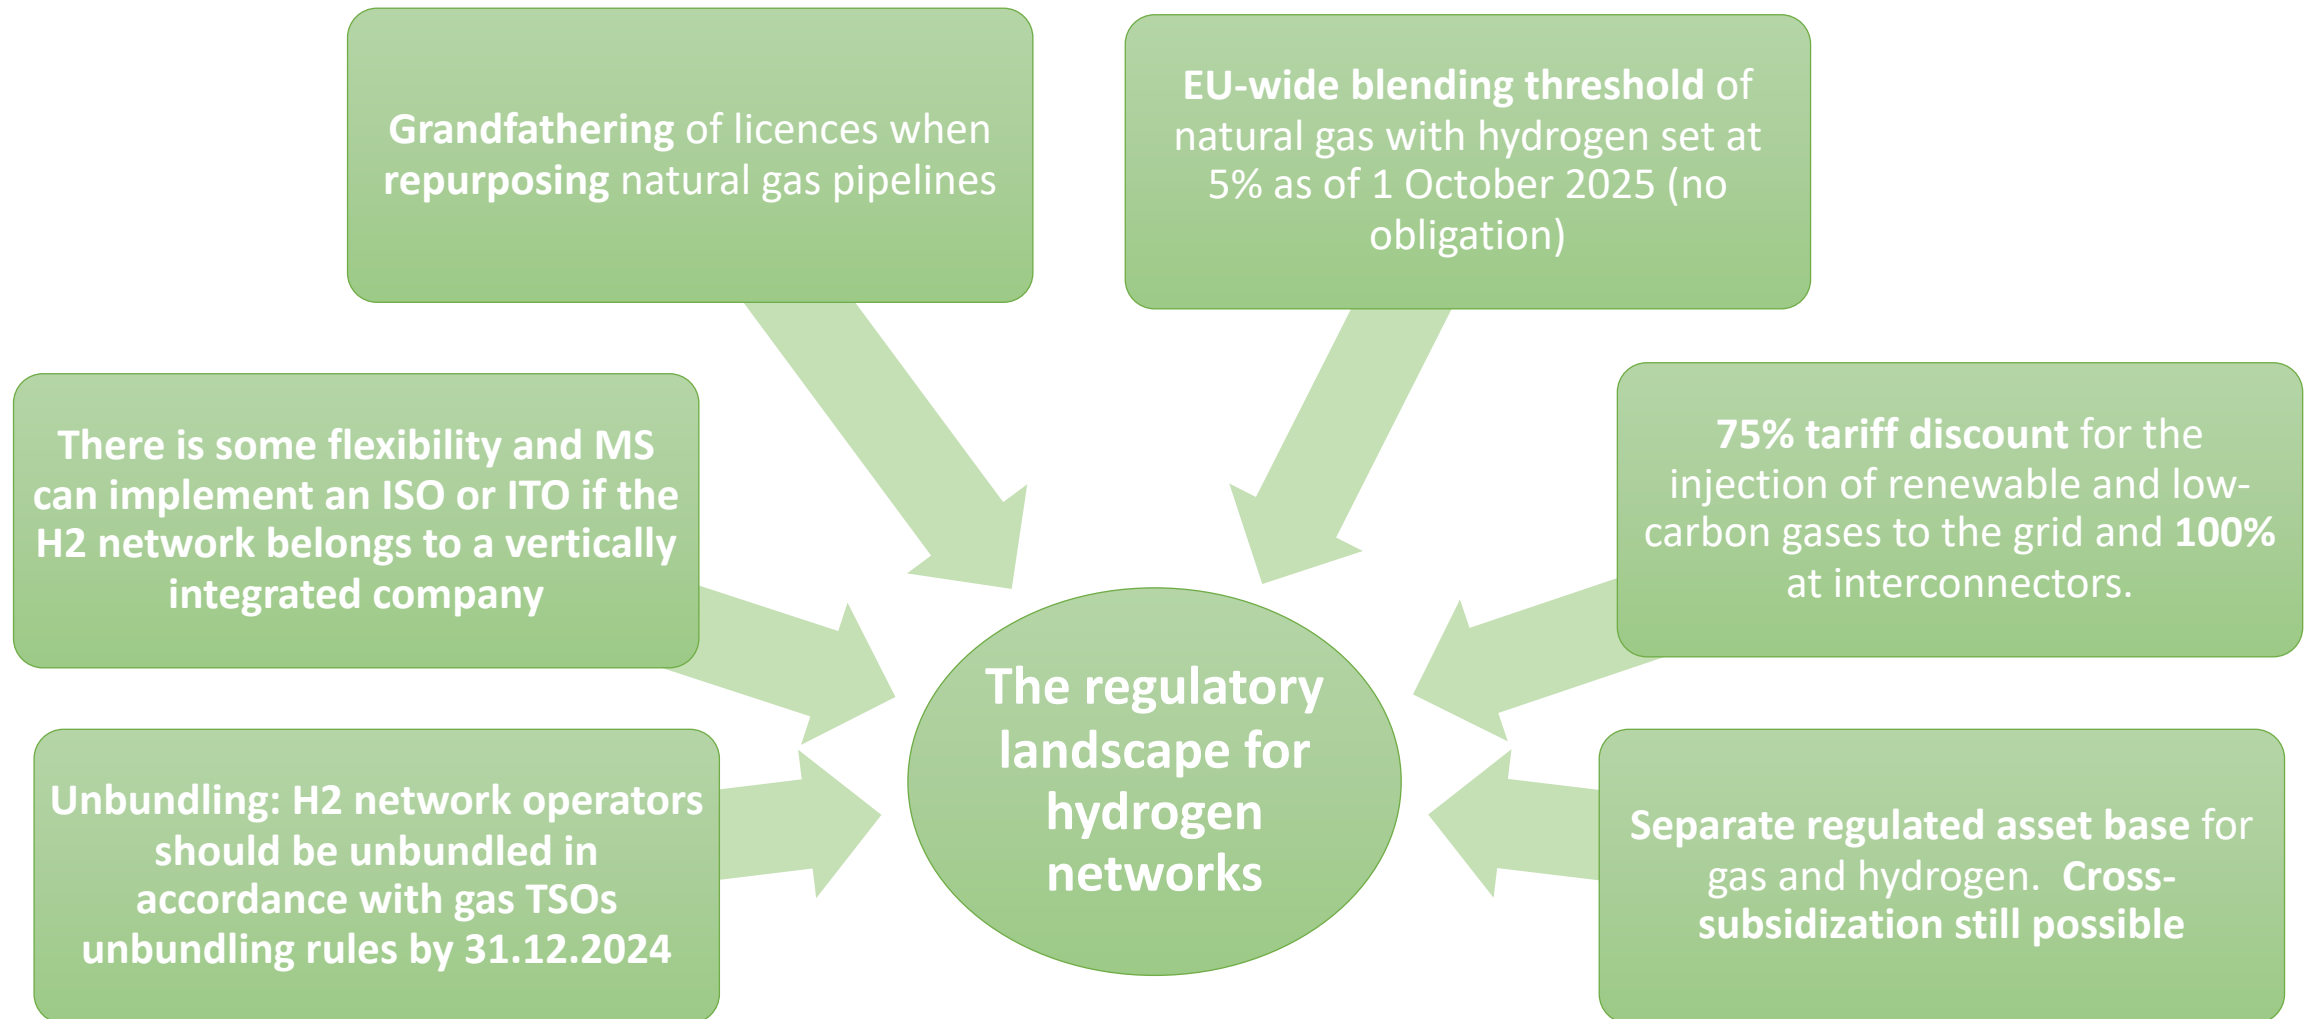 Grandfathering of licences when
repurposing natural gas pipelines
EU-wide blending threshold of
natural gas with hydrogen set at
5% as of 1 October 2025 (no
obligation)
There is some flexibility and MS
can implement an ISO or ITO if the
H2 network belongs to a vertically
integrated company
75% tariff discount for the
injection of renewable and low-
carbon gases to the grid and 100%
at interconnectors.
The regulatory
landscape for
hydrogen
networks
Unbundling: H2 network operators
should be unbundled in
accordance with gas TSOs
unbundling rules by 31.12.2024
Separate regulated asset base for
gas and hydrogen.  Cross-
subsidization still possible